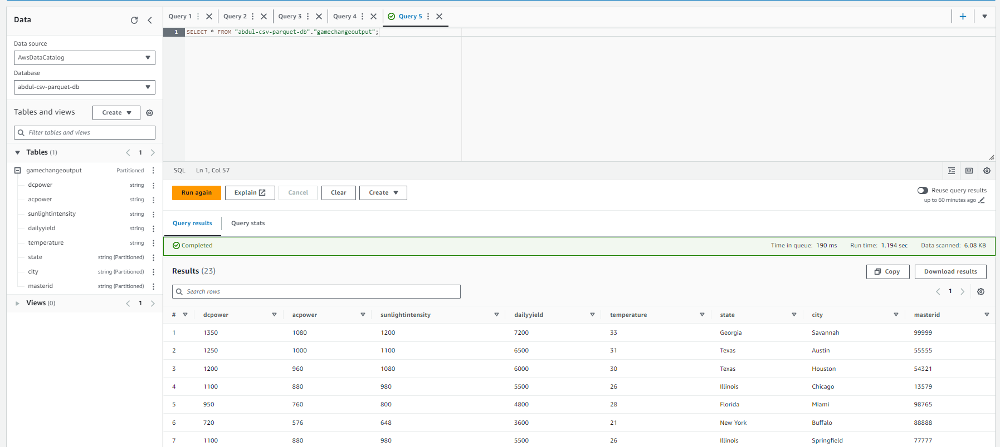 Data
Query 1
Query 2
Query 3
Query 4
Query 5
Data source
AwsDataCatalog
Database
abdul-csv-parquet-db
Tables and views
Create
Filter tables and views
Tables (1)
1
gamechangeoutput Partitioned
dcpower string
acpower string
sunlightintensity string
dailyyield string
temperature string
state string (Partitioned)
city string (Partitioned)
masterid string (Partitioned)
Views (0)
1
1 SELECT * FROM "abdul-csv-parquet-db"."gamechangeoutput";
SQL Ln 1, Col 57
Run again
Explain
Cancel
Clear
Create
Reuse query results
up to 60 minutes ago
Query results
Query stats
Completed
Time in queue: 190 ms Run time: 1.194 sec Data scanned: 6.08 KB
Results (23)
Copy
Download results
Search rows
1
# dcpower acpower sunlightintensity dailyyield temperature state city masterid
1 1350 1080 1200 7200 33 Georgia Savannah 99999
2 1250 1000 1100 6500 31 Texas Austin 55555
3 1200 960 1080 6000 30 Texas Houston 54321
4 1100 880 980 5500 26 Illinois Chicago 13579
5 950 760 800 4800 28 Florida Miami 98765
6 720 576 648 3600 21 New York Buffalo 88888
7 1100 880 980 5500 26 Illinois Springfield 77777